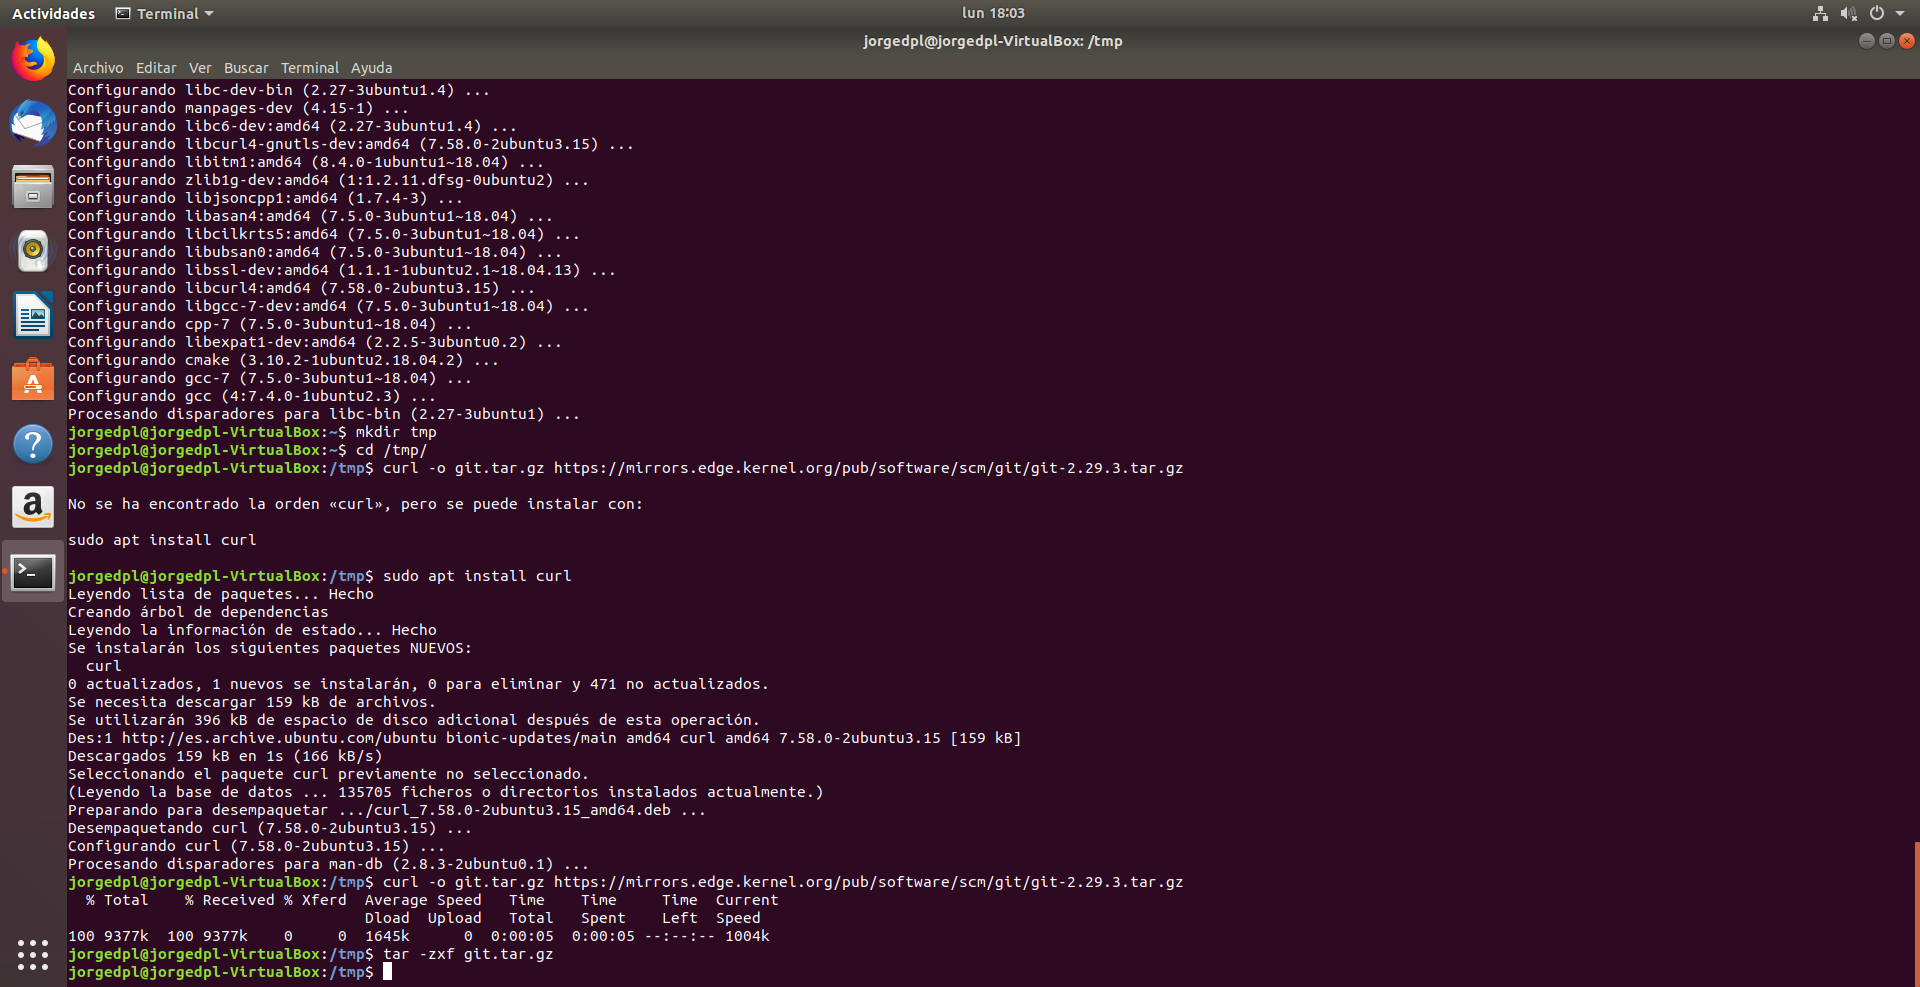 Actividades Terminal lun 18:03
jorgedpl@jorgedpl-VirtualBox: /tmp
Archivo Editar Ver Buscar Terminal Ayuda
Configurando libc-dev-bin (2.27-3ubuntu1.4) ...
Configurando manpages-dev (4.15-1) ...
Configurando libc6-dev:amd64 (2.27-3ubuntu1.4) ...
Configurando libcurl4-gnutls-dev:amd64 (7.58.0-2ubuntu3.15) ...
Configurando libitm1:amd64 (8.4.0-1ubuntu1~18.04) ...
Configurando zlib1g-dev:amd64 (1:1.2.11.dfsg-0ubuntu2) ...
Configurando libjsoncpp1:amd64 (1.7.4-3) ...
Configurando libasan4:amd64 (7.5.0-3ubuntu1~18.04) ...
Configurando libcilkrts5:amd64 (7.5.0-3ubuntu1~18.04) ...
Configurando libubsan0:amd64 (7.5.0-3ubuntu1~18.04) ...
Configurando libssl-dev:amd64 (1.1.1-1ubuntu2.1~18.04.13) ...
Configurando libcurl4:amd64 (7.58.0-2ubuntu3.15) ...
Configurando libgcc-7-dev:amd64 (7.5.0-3ubuntu1~18.04) ...
Configurando cpp-7 (7.5.0-3ubuntu1~18.04) ...
Configurando libexpat1-dev:amd64 (2.2.5-3ubuntu0.2) ...
Configurando cmake (3.10.2-1ubuntu2.18.04.2) ...
Configurando gcc-7 (7.5.0-3ubuntu1~18.04) ...
Configurando gcc (4:7.4.0-1ubuntu2.3) ...
Procesando disparadores para libc-bin (2.27-3ubuntu1) ...
jorgedpl@jorgedpl-VirtualBox:~$ mkdir tmp
jorgedpl@jorgedpl-VirtualBox:~$ cd /tmp/
jorgedpl@jorgedpl-VirtualBox:/tmp$ curl -o git.tar.gz https://mirrors.edge.kernel.org/pub/software/scm/git/git-2.29.3.tar.gz
No se ha encontrado la orden «curl», pero se puede instalar con:
sudo apt install curl
jorgedpl@jorgedpl-VirtualBox:/tmp$ sudo apt install curl
Leyendo lista de paquetes... Hecho
Creando árbol de dependencias
Leyendo la información de estado... Hecho
Se instalarán los siguientes paquetes NUEVOS:
  curl
0 actualizados, 1 nuevos se instalarán, 0 para eliminar y 471 no actualizados.
Se necesita descargar 159 kB de archivos.
Se utilizarán 396 kB de espacio de disco adicional después de esta operación.
Des:1 http://es.archive.ubuntu.com/ubuntu bionic-updates/main amd64 curl amd64 7.58.0-2ubuntu3.15 [159 kB]
Descargados 159 kB en 1s (166 kB/s)
Seleccionando el paquete curl previamente no seleccionado.
(Leyendo la base de datos ... 135705 ficheros o directorios instalados actualmente.)
Preparando para desempaquetar .../curl_7.58.0-2ubuntu3.15_amd64.deb ...
Desempaquetando curl (7.58.0-2ubuntu3.15) ...
Configurando curl (7.58.0-2ubuntu3.15) ...
Procesando disparadores para man-db (2.8.3-2ubuntu0.1) ...
jorgedpl@jorgedpl-VirtualBox:/tmp$ curl -o git.tar.gz https://mirrors.edge.kernel.org/pub/software/scm/git/git-2.29.3.tar.gz
  % Total    % Received % Xferd  Average Speed   Time    Time     Time  Current
                                 Dload  Upload   Total   Spent    Left  Speed
100 9377k  100 9377k    0     0  1645k      0  0:00:05  0:00:05 --:--:-- 1004k
jorgedpl@jorgedpl-VirtualBox:/tmp$ tar -zxf git.tar.gz
jorgedpl@jorgedpl-VirtualBox:/tmp$